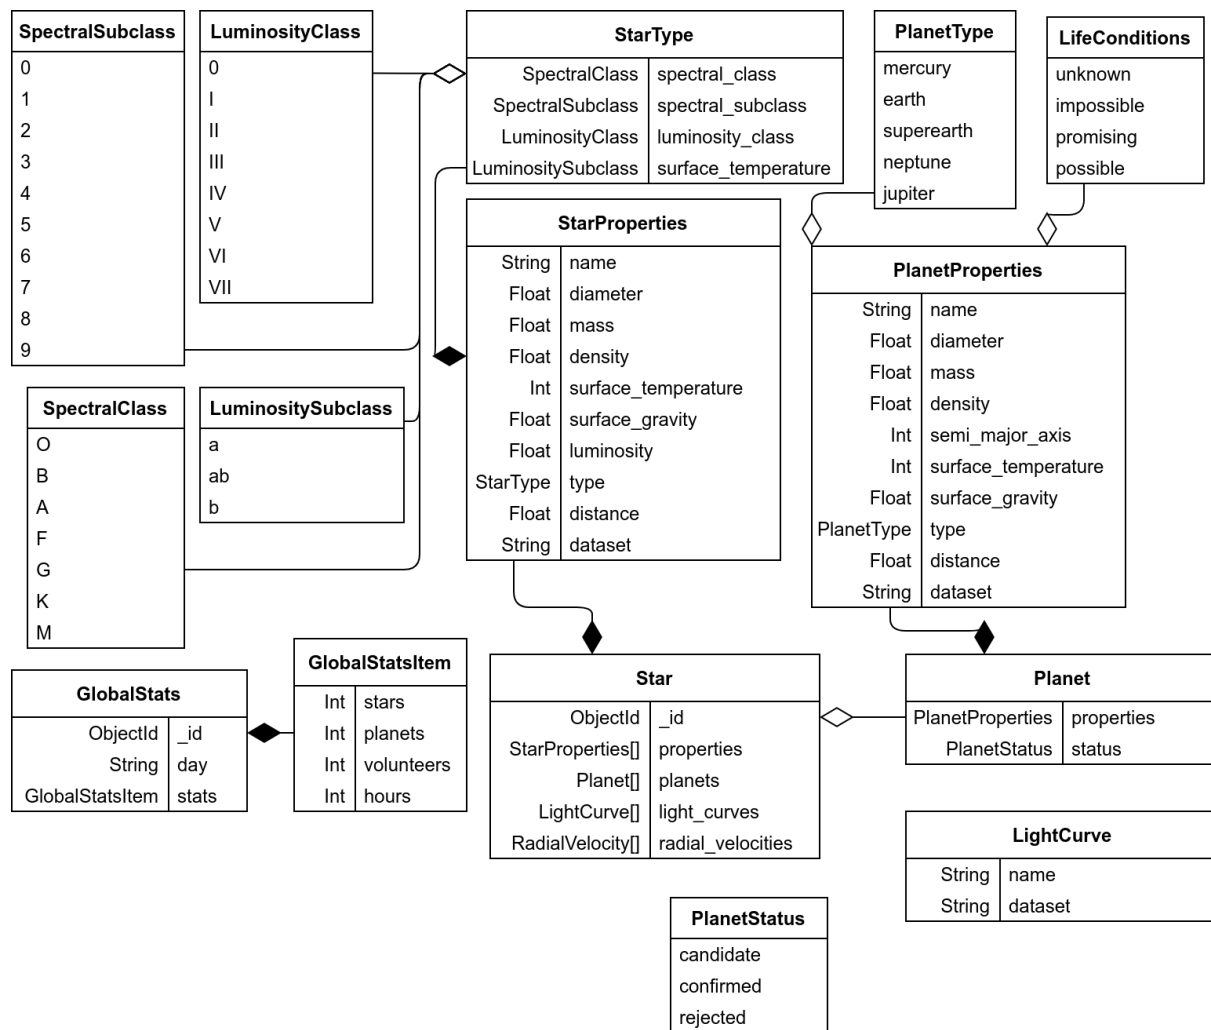 SpectralSubclass
0
1
2
3
4
5
6
7
8
9
LuminosityClass
0
I
II
III
IV
V
VI
VII
StarType
SpectralClass spectral_class
SpectralSubclass spectral_subclass
LuminosityClass luminosity_class
LuminositySubclass surface_temperature
PlanetType
mercury
earth
superearth
neptune
jupiter
LifeConditions
unknown
impossible
promising
possible
StarProperties
String name
Float diameter
Float mass
Float density
Int surface_temperature
Float surface_gravity
Float luminosity
StarType type
Float distance
String dataset
PlanetProperties
String name
Float diameter
Float mass
Float density
Int semi_major_axis
Int surface_temperature
Float surface_gravity
PlanetType type
Float distance
String dataset
SpectralClass
O
B
A
F
G
K
M
LuminositySubclass
a
ab
b
GlobalStats
ObjectId _id
String day
GlobalStatsItem stats
GlobalStatsItem
Int stars
Int planets
Int volunteers
Int hours
Star
ObjectId _id
StarProperties[] properties
Planet[] planets
LightCurve[] light_curves
RadialVelocity[] radial_velocities
Planet
PlanetProperties properties
PlanetStatus status
LightCurve
String name
String dataset
PlanetStatus
candidate
confirmed
rejected